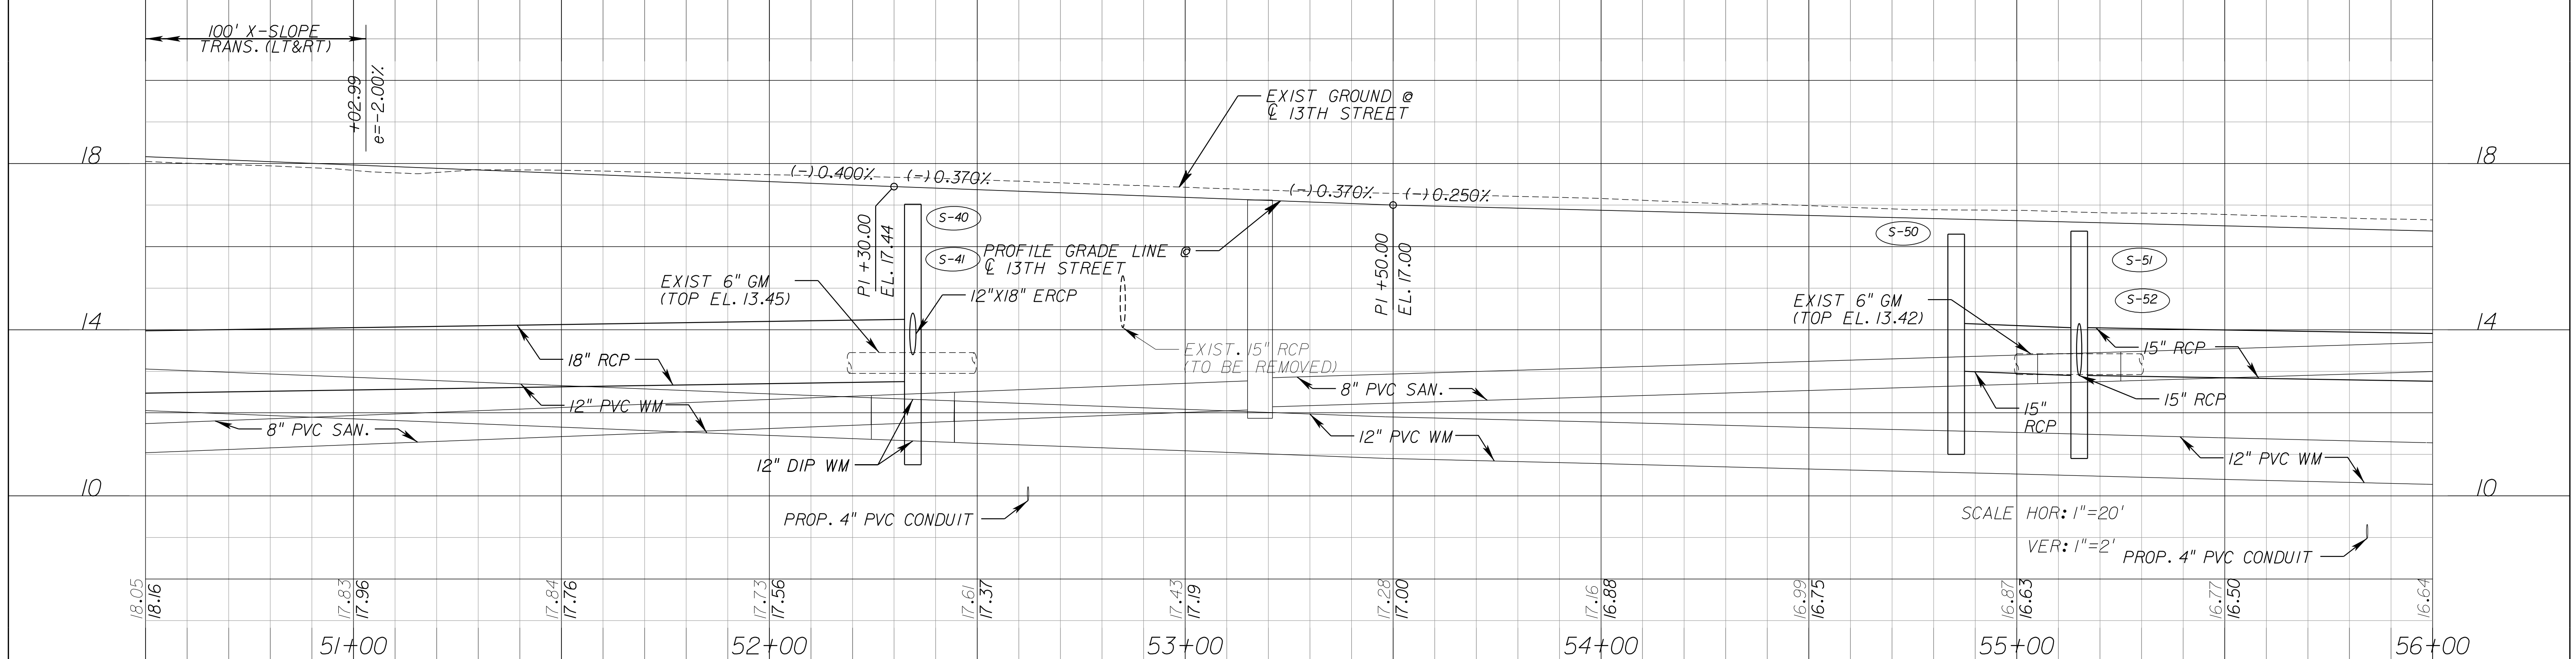 100' X-SLOPE
TRANS. (LT&RT)
+02.99
e=-2.00%
EXIST GROUND @
℄ 13TH STREET
18
18
(-)0.400%
(-)0.370%
(-)0.370%
(-)0.250%
S-40
S-41
PI +30.00
EL. 17.44
PROFILE GRADE LINE @
℄ 13TH STREET
PI +50.00
EL. 17.00
S-50
S-51
S-52
EXIST 6" GM
(TOP EL. 13.45)
12"X18" ERCP
EXIST 6" GM
(TOP EL. 13.42)
14
14
18" RCP
EXIST. 15" RCP
(TO BE REMOVED)
15" RCP
8" PVC SAN.
12" PVC WM
15"
RCP
15" RCP
8" PVC SAN.
12" PVC WM
12" DIP WM
12" PVC WM
10
10
PROP. 4" PVC CONDUIT
SCALE HOR: 1"=20'
VER: 1"=2'
PROP. 4" PVC CONDUIT
18.05
18.16
17.83
17.96
17.84
17.76
17.73
17.56
17.61
17.37
17.43
17.19
17.28
17.00
17.16
16.88
16.99
16.75
16.87
16.63
16.77
16.50
16.64
51+00
52+00
53+00
54+00
55+00
56+00